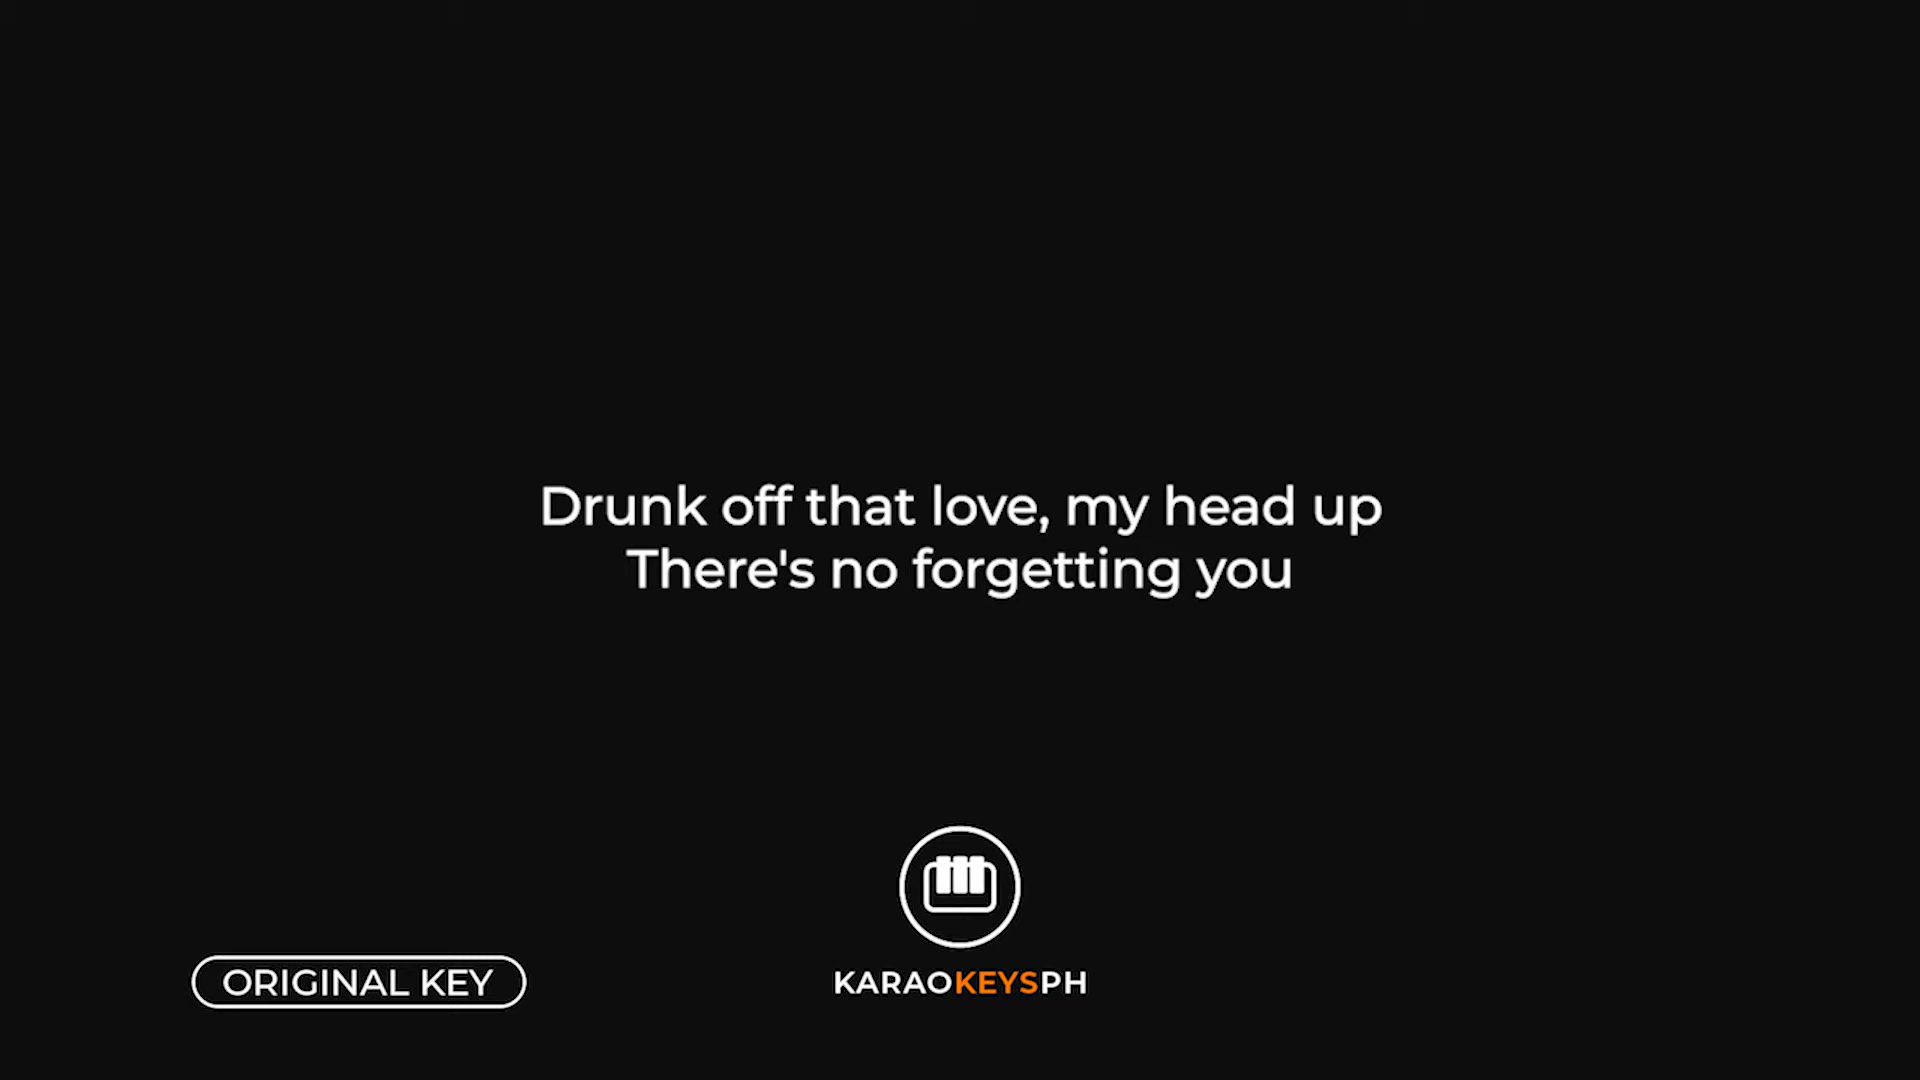 Drunk off that love, my head up
There's no forgetting you
ORIGINAL KEY
KARAOKEYSPH